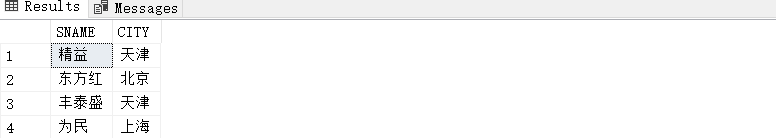 Results Messages
SNAME CITY
1 精益 天津
2 东方红 北京
3 丰泰盛 天津
4 为民 上海